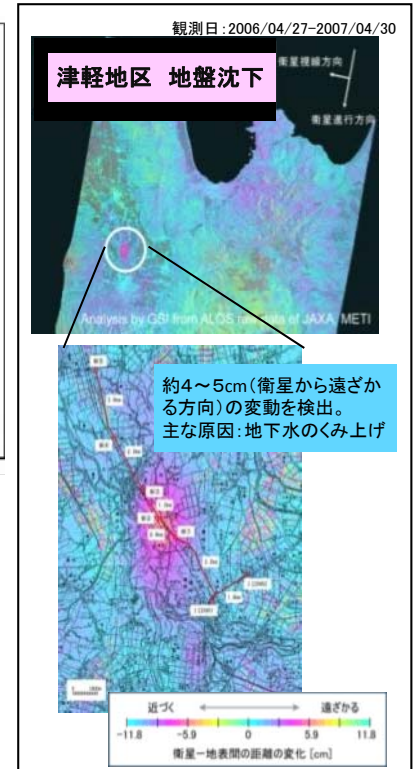 観測日:2006/04/27-2007/04/30
津軽地区 地盤沈下
衛星視線方向
衛星進行方向
Analysis by GSI from ALOS raw data of JAXA, METI
約4～5cm(衛星から遠ざか
る方向)の変動を検出。
主な原因:地下水のくみ上げ
近づく 遠ざかる
-11.8 -5.9 0 5.9 11.8
衛星－地表間の距離の変化 [cm]